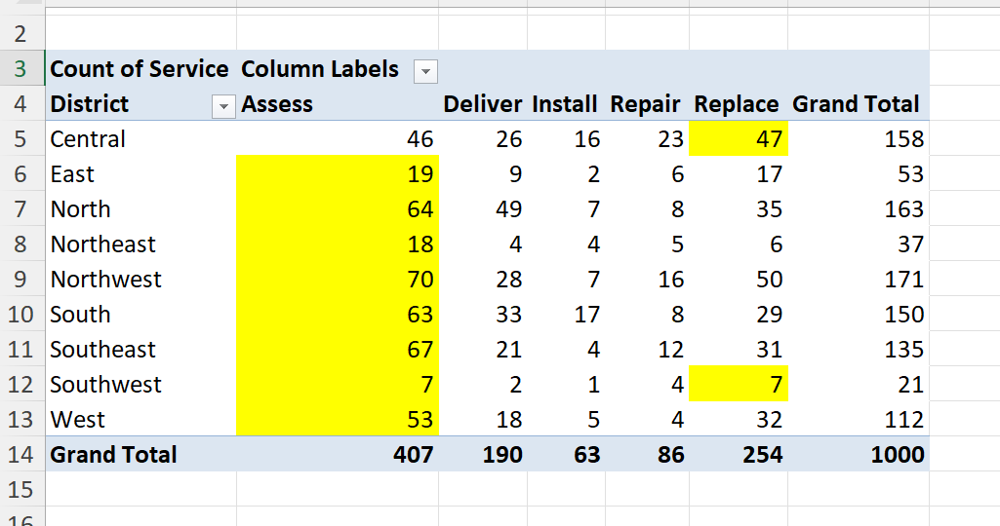 2
3 Count of Service Column Labels
4 District Assess Deliver Install Repair Replace Grand Total
5 Central 46 26 16 23 47 158
6 East 19 9 2 6 17 53
7 North 64 49 7 8 35 163
8 Northeast 18 4 4 5 6 37
9 Northwest 70 28 7 16 50 171
10 South 63 33 17 8 29 150
11 Southeast 67 21 4 12 31 135
12 Southwest 7 2 1 4 7 21
13 West 53 18 5 4 32 112
14 Grand Total 407 190 63 86 254 1000
15
16